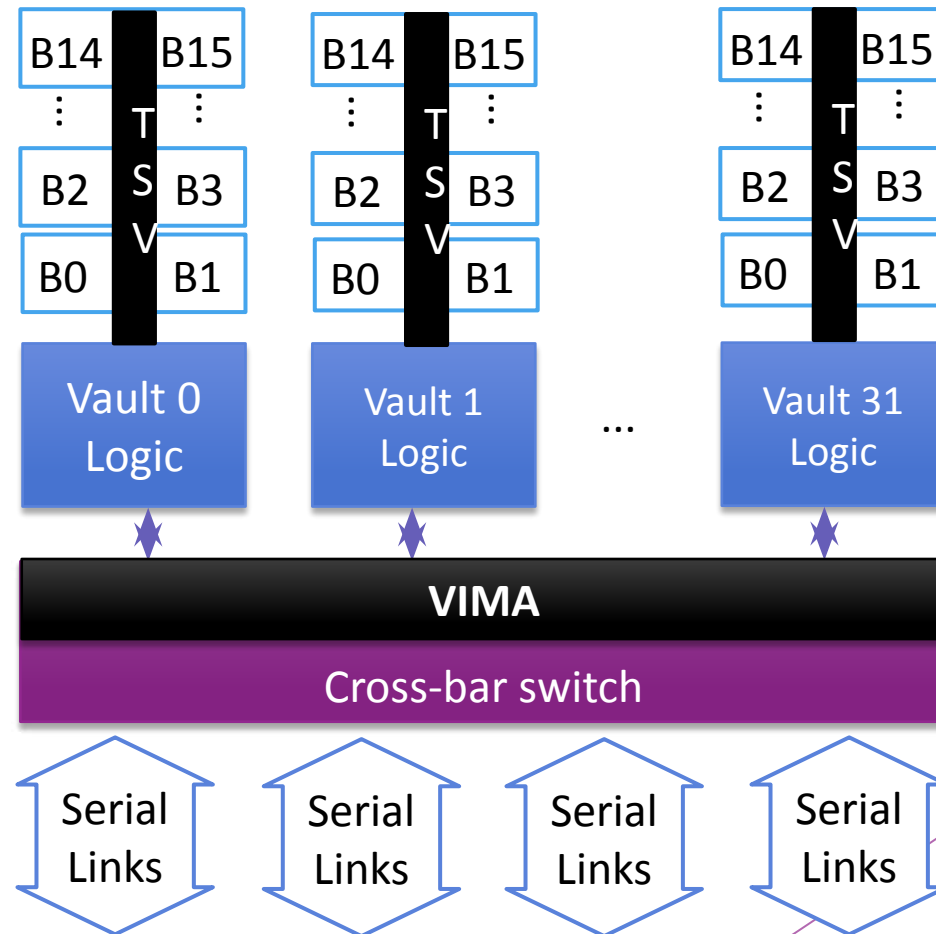 B14 B15 B14 B15 B14 B15
⋮ ⋮ ⋮ ⋮ ⋮ ⋮
T T T
B2 S B3 B2 S B3 B2 S B3
V V V
B0 B1 B0 B1 B0 B1
Vault 0 Vault 1 Vault 31
Logic Logic ... Logic
VIMA
Cross-bar switch
Serial Serial Serial Serial
Links Links Links Links